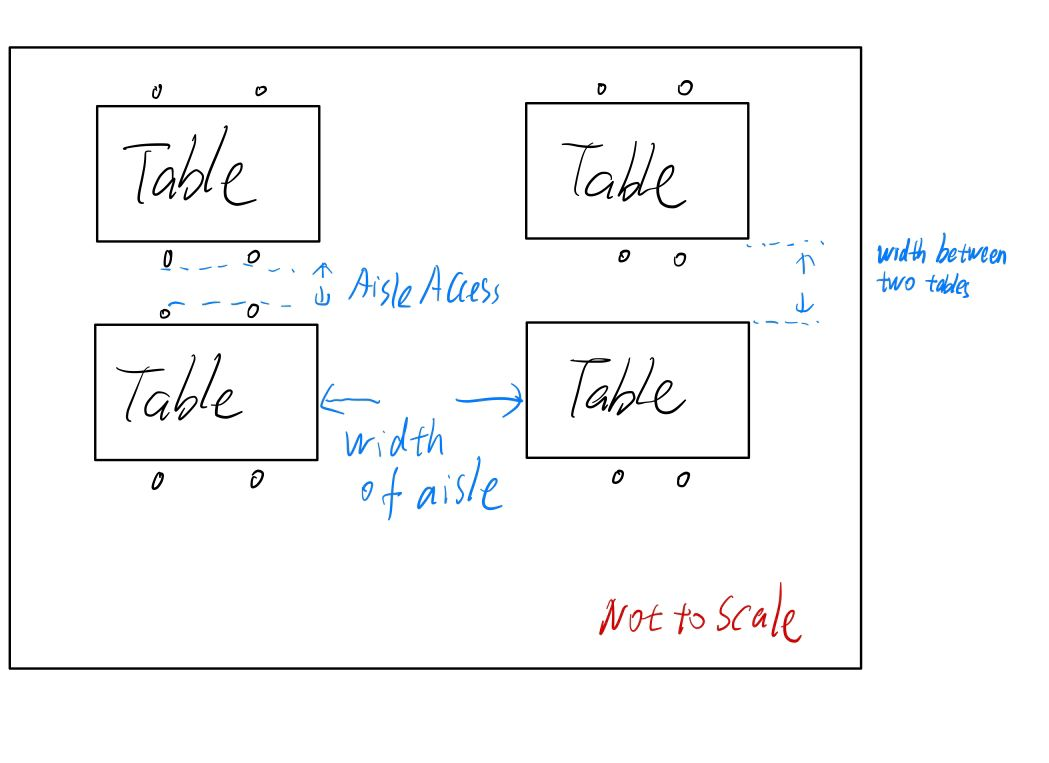 Table
Table
width between
two tables
Aisle Access
Table
Table
width
of aisle
Not to Scale